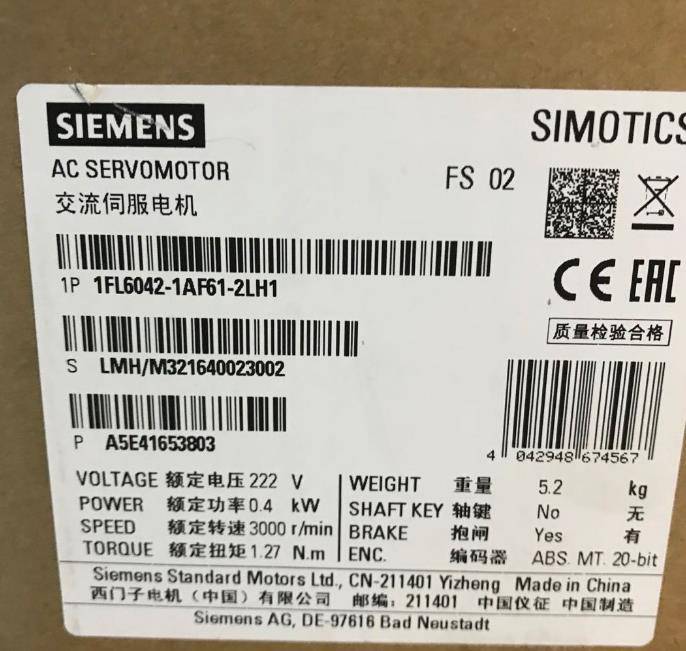 SIEMENS
SIMOTICS
AC SERVOMOTOR
FS 02
交流伺服电机
1P 1FL6042-1AF61-2LH1
CE EAC
质量检验合格
S LMH/M321640023002
P A5E41653803
4 042948 674567
VOLTAGE 额定电压 222 V
POWER 额定功率 0.4 kW
SPEED 额定转速 3000 r/min
TORQUE 额定扭矩 1.27 N.m
WEIGHT 重量 5.2 kg
SHAFT KEY 轴键 No 无
BRAKE 抱闸 Yes 有
ENC. 编码器 ABS. MT. 20-bit
Siemens Standard Motors Ltd., CN-211401 Yizheng Made in China
西门子电机（中国）有限公司 邮编：211401 中国仪征 中国制造
Siemens AG, DE-97616 Bad Neustadt